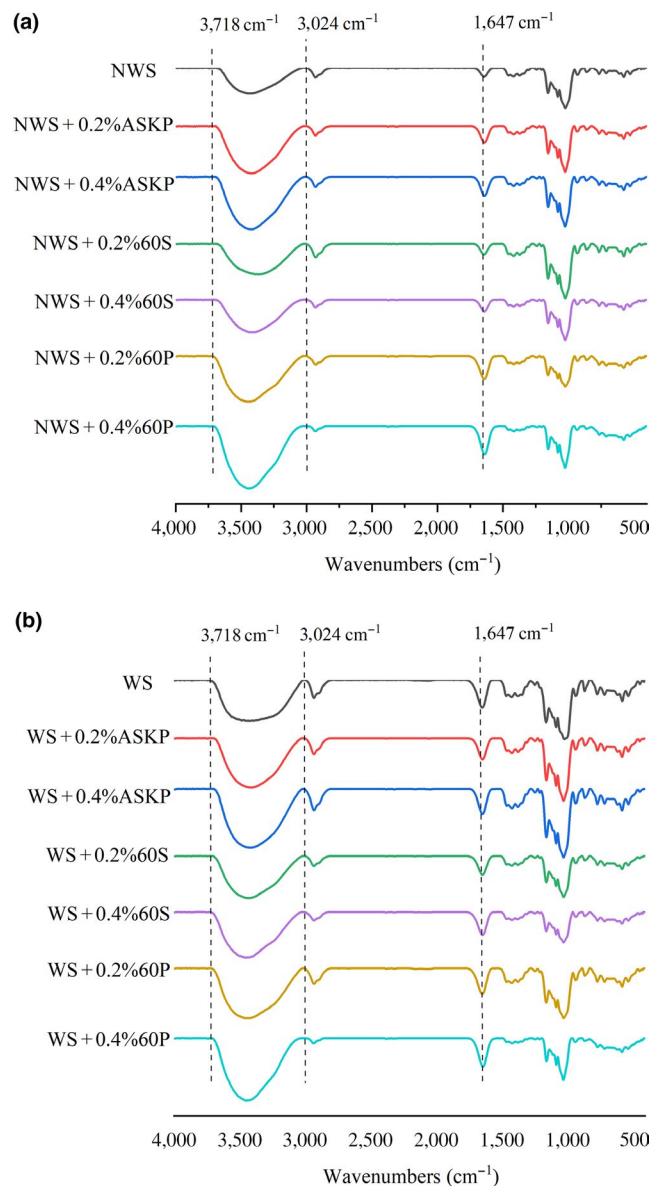 (a)
3,718 cm⁻¹ 3,024 cm⁻¹ 1,647 cm⁻¹
NWS
NWS + 0.2%ASKP
NWS + 0.4%ASKP
NWS + 0.2%60S
NWS + 0.4%60S
NWS + 0.2%60P
NWS + 0.4%60P
4,000 3,500 3,000 2,500 2,000 1,500 1,000 500
Wavenumbers (cm⁻¹)
(b)
3,718 cm⁻¹ 3,024 cm⁻¹ 1,647 cm⁻¹
WS
WS + 0.2%ASKP
WS + 0.4%ASKP
WS + 0.2%60S
WS + 0.4%60S
WS + 0.2%60P
WS + 0.4%60P
4,000 3,500 3,000 2,500 2,000 1,500 1,000 500
Wavenumbers (cm⁻¹)